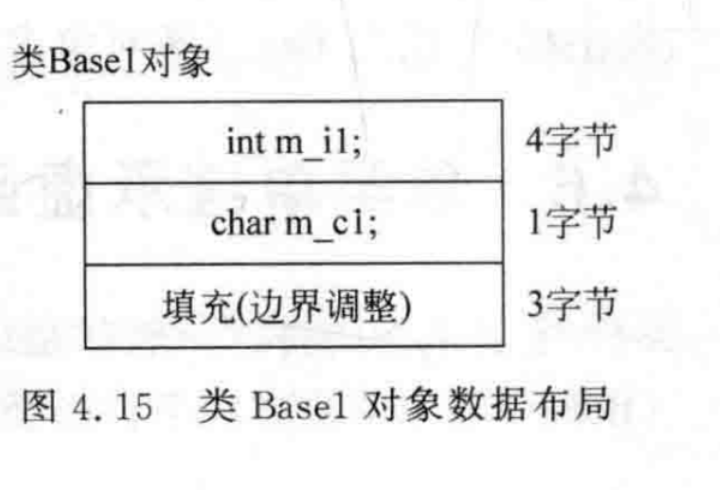 类Base1对象
int m_i1; 4字节
char m_c1; 1字节
填充(边界调整) 3字节
图 4.15 类 Base1 对象数据布局